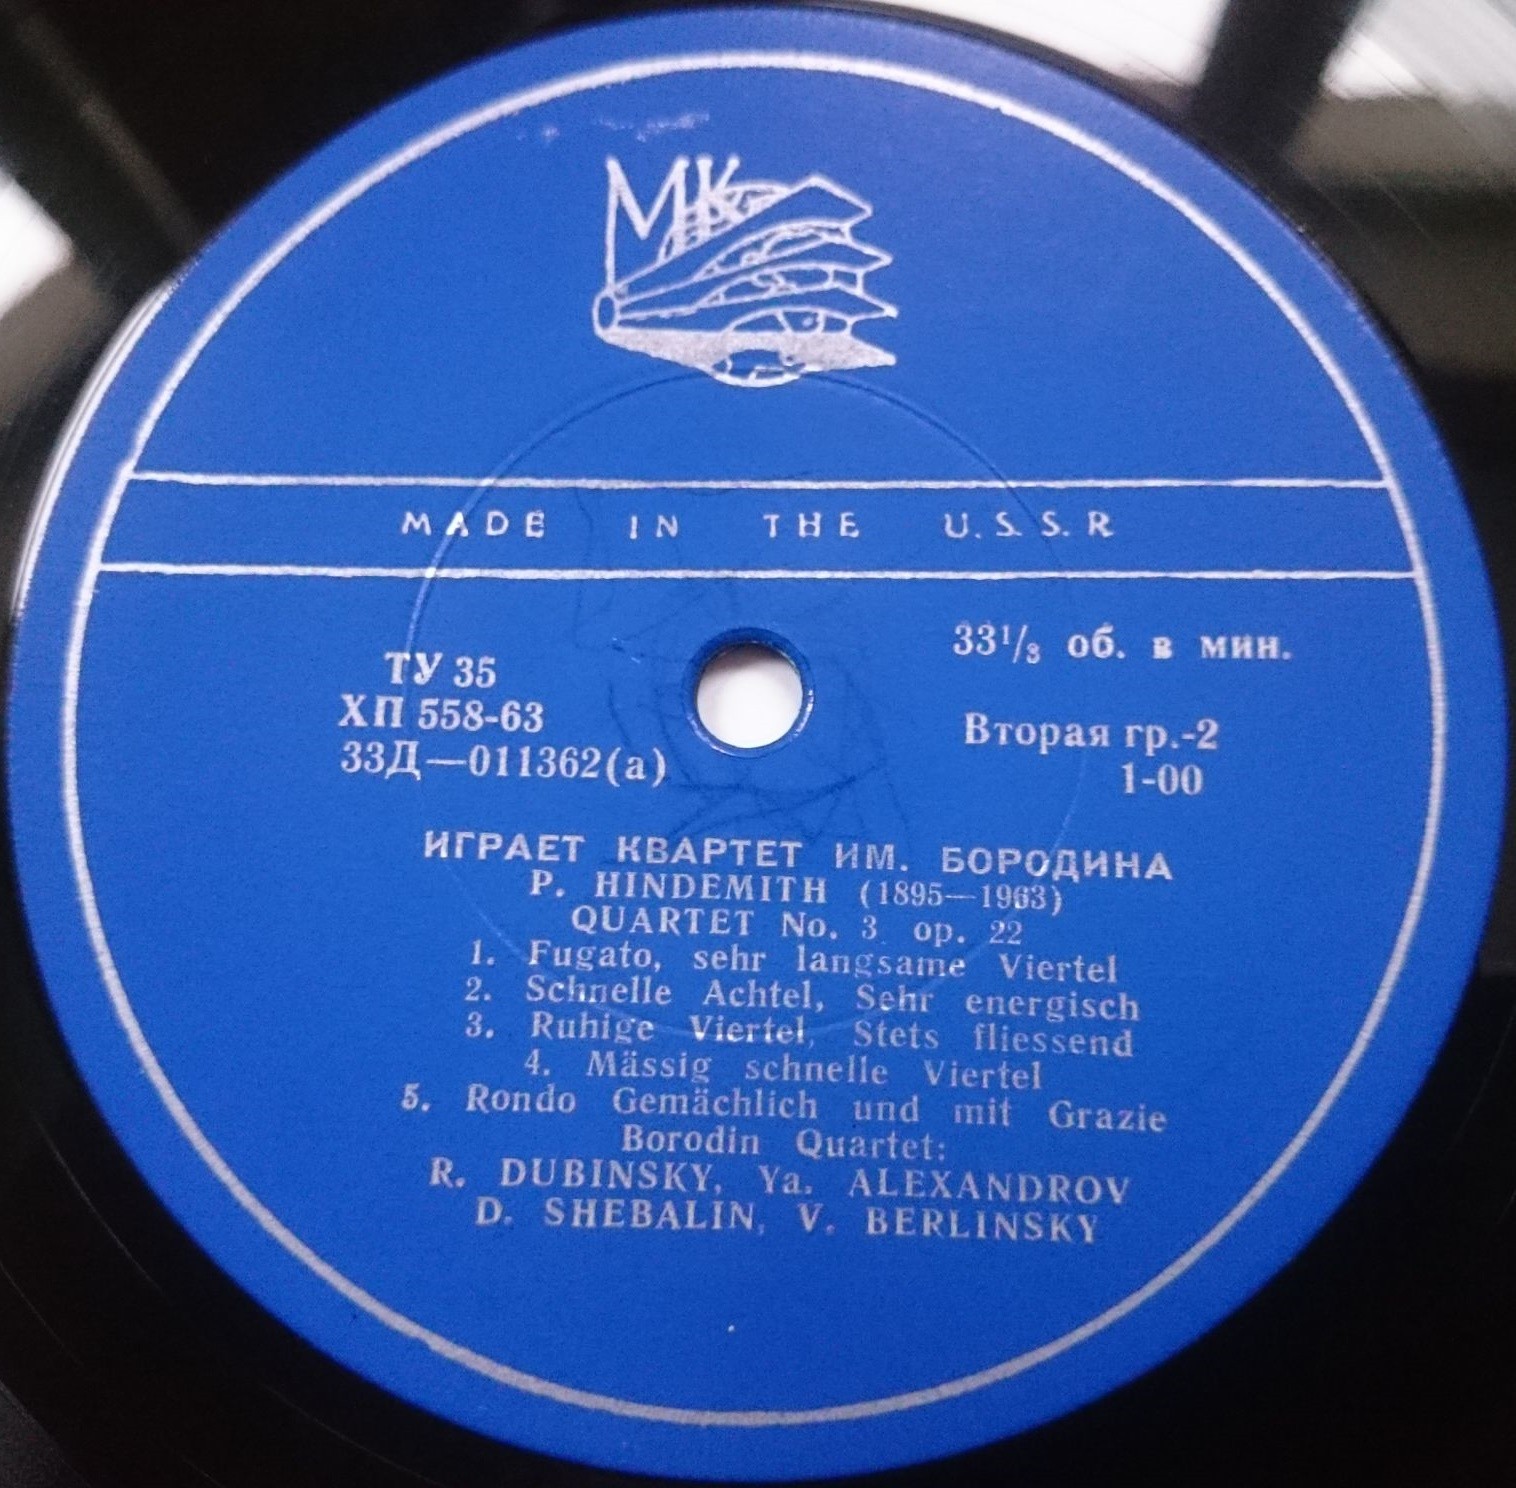 МК
MADE IN THE U.S.S.R
ТУ 35
ХП 558-63
33Д—011362(а)
33⅓ об. в мин.
Вторая гр.-2
1-00
ИГРАЕТ КВАРТЕТ ИМ. БОРОДИНА
P. HINDEMITH (1895—1963)
QUARTET No. 3 op. 22
1. Fugato, sehr langsame Viertel
2. Schnelle Achtel, Sehr energisch
3. Ruhige Viertel, Stets fliessend
4. Mässig schnelle Viertel
5. Rondo Gemächlich und mit Grazie
Borodin Quartet:
R. DUBINSKY, Ya. ALEXANDROV
D. SHEBALIN, V. BERLINSKY